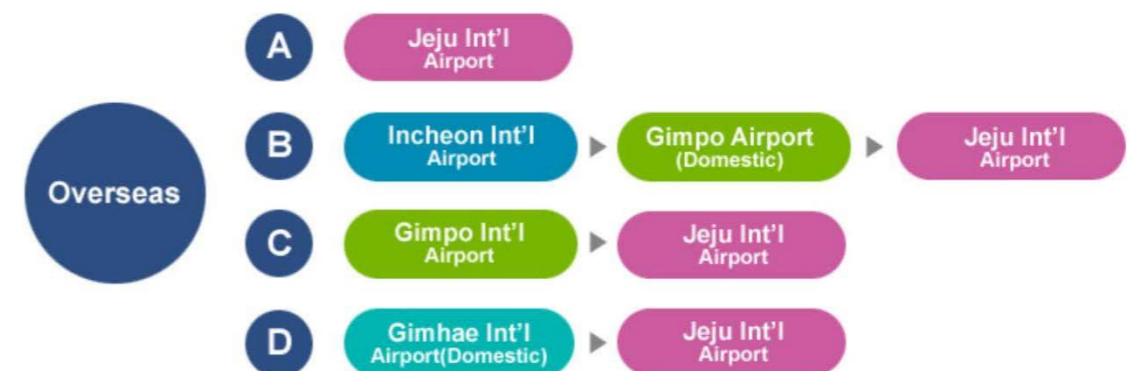 Overseas
A
Jeju Int'l
Airport
B
Incheon Int'l
Airport
Gimpo Airport
(Domestic)
Jeju Int'l
Airport
C
Gimpo Int'l
Airport
Jeju Int'l
Airport
D
Gimhae Int'l
Airport(Domestic)
Jeju Int'l
Airport